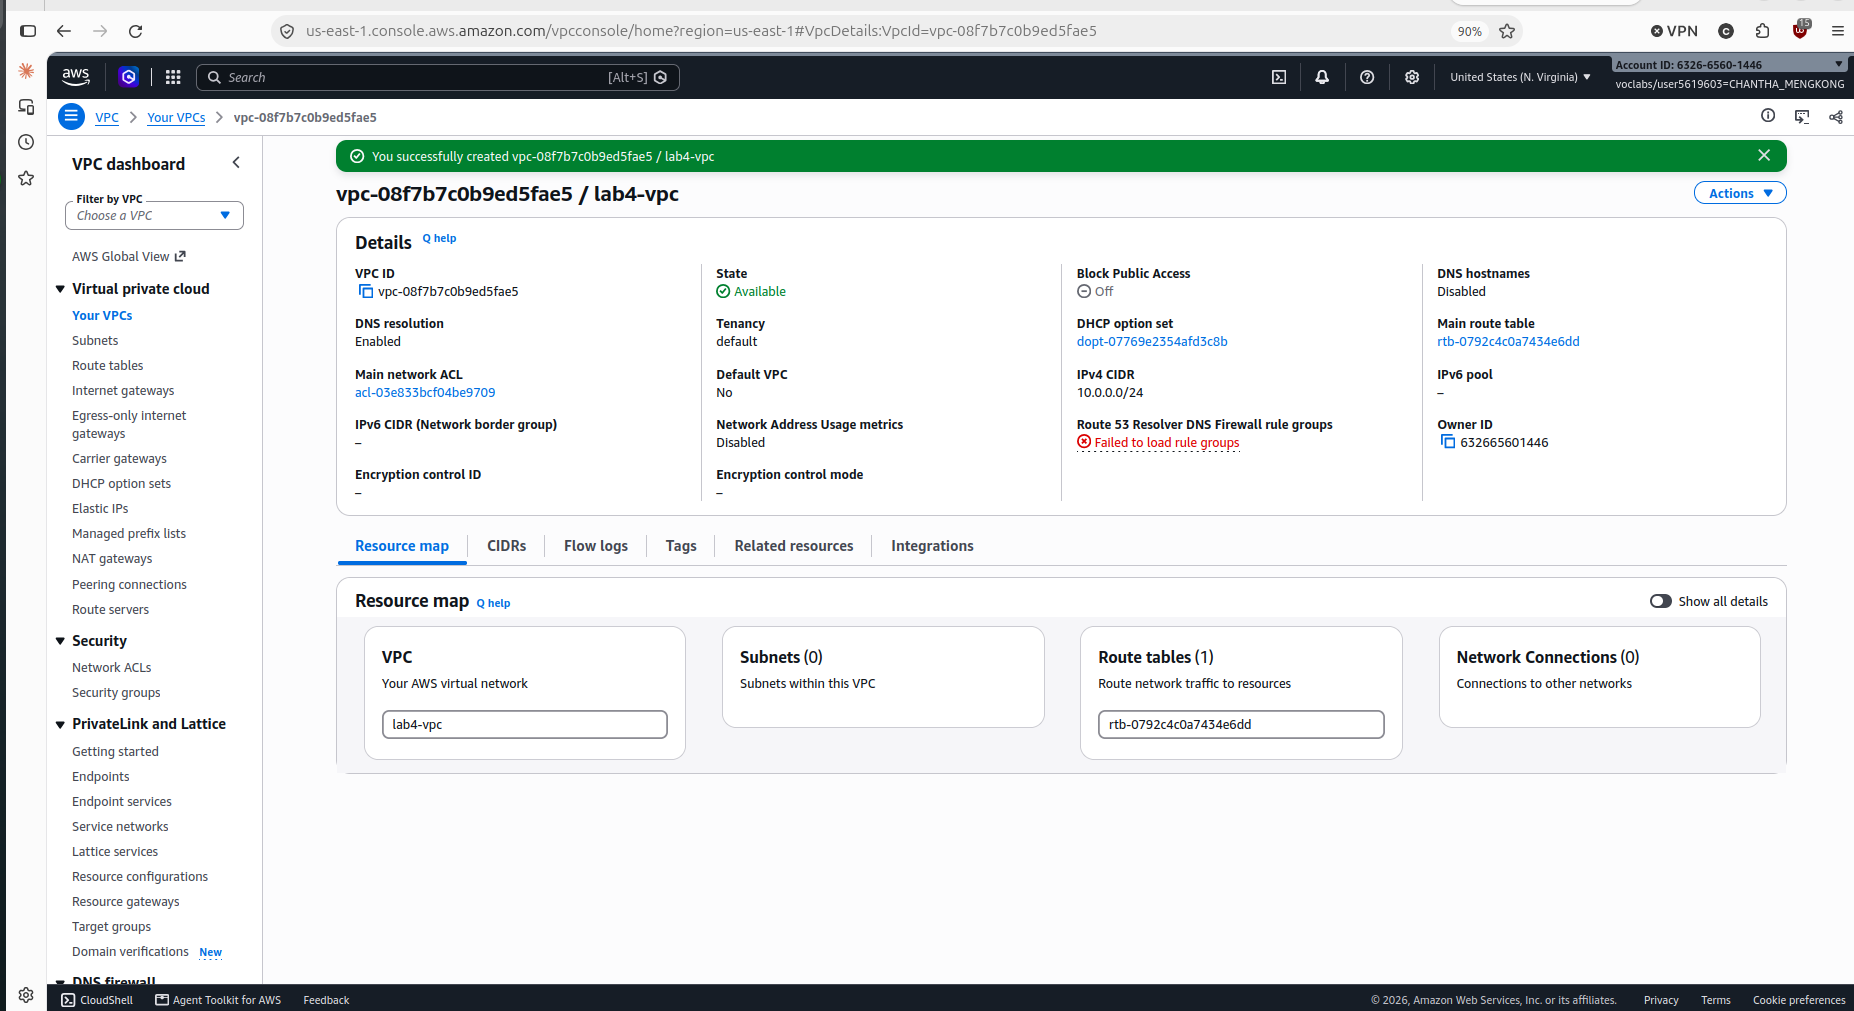 us-east-1.console.aws.amazon.com/vpcconsole/home?region=us-east-1#VpcDetails:VpcId=vpc-08f7b7c0b9ed5fae5
90%
VPN
C
15
aws
Search
[Alt+S]
United States (N. Virginia)
Account ID: 6326-6560-1446
voclabs/user5619603=CHANTHA_MENGKONG
VPC
Your VPCs
vpc-08f7b7c0b9ed5fae5
VPC dashboard
Filter by VPC
Choose a VPC
AWS Global View
Virtual private cloud
Your VPCs
Subnets
Route tables
Internet gateways
Egress-only internet
gateways
Carrier gateways
DHCP option sets
Elastic IPs
Managed prefix lists
NAT gateways
Peering connections
Route servers
Security
Network ACLs
Security groups
PrivateLink and Lattice
Getting started
Endpoints
Endpoint services
Service networks
Lattice services
Resource configurations
Resource gateways
Target groups
Domain verifications New
DNS firewall
You successfully created vpc-08f7b7c0b9ed5fae5 / lab4-vpc
vpc-08f7b7c0b9ed5fae5 / lab4-vpc
Actions
Details
Q help
VPC ID
vpc-08f7b7c0b9ed5fae5
State
Available
Block Public Access
Off
DNS hostnames
Disabled
DNS resolution
Enabled
Tenancy
default
DHCP option set
dopt-07769e2354afd3c8b
Main route table
rtb-0792c4c0a7434e6dd
Main network ACL
acl-03e833bcf04be9709
Default VPC
No
IPv4 CIDR
10.0.0.0/24
IPv6 pool
–
IPv6 CIDR (Network border group)
–
Network Address Usage metrics
Disabled
Route 53 Resolver DNS Firewall rule groups
Failed to load rule groups
Owner ID
632665601446
Encryption control ID
–
Encryption control mode
–
Resource map
CIDRs
Flow logs
Tags
Related resources
Integrations
Resource map
Q help
Show all details
VPC
Your AWS virtual network
lab4-vpc
Subnets (0)
Subnets within this VPC
Route tables (1)
Route network traffic to resources
rtb-0792c4c0a7434e6dd
Network Connections (0)
Connections to other networks
CloudShell
Agent Toolkit for AWS
Feedback
© 2026, Amazon Web Services, Inc. or its affiliates.
Privacy
Terms
Cookie preferences